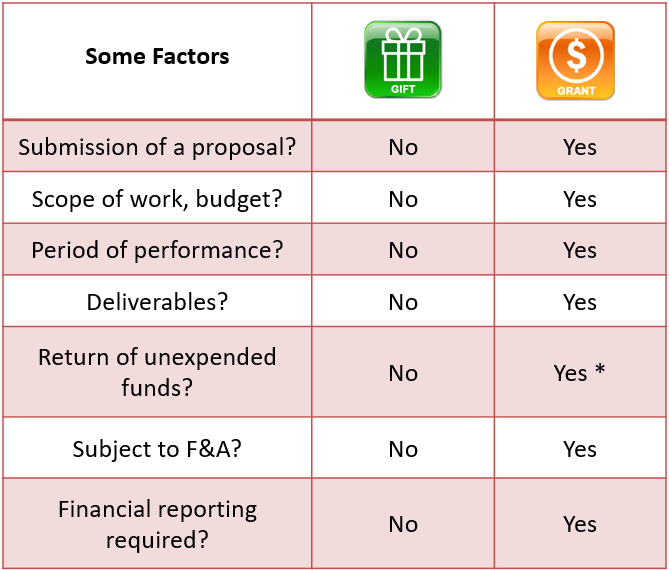 Some Factors
GIFT
GRANT
Submission of a proposal? No Yes
Scope of work, budget? No Yes
Period of performance? No Yes
Deliverables? No Yes
Return of unexpended
funds? No Yes *
Subject to F&A? No Yes
Financial reporting
required? No Yes